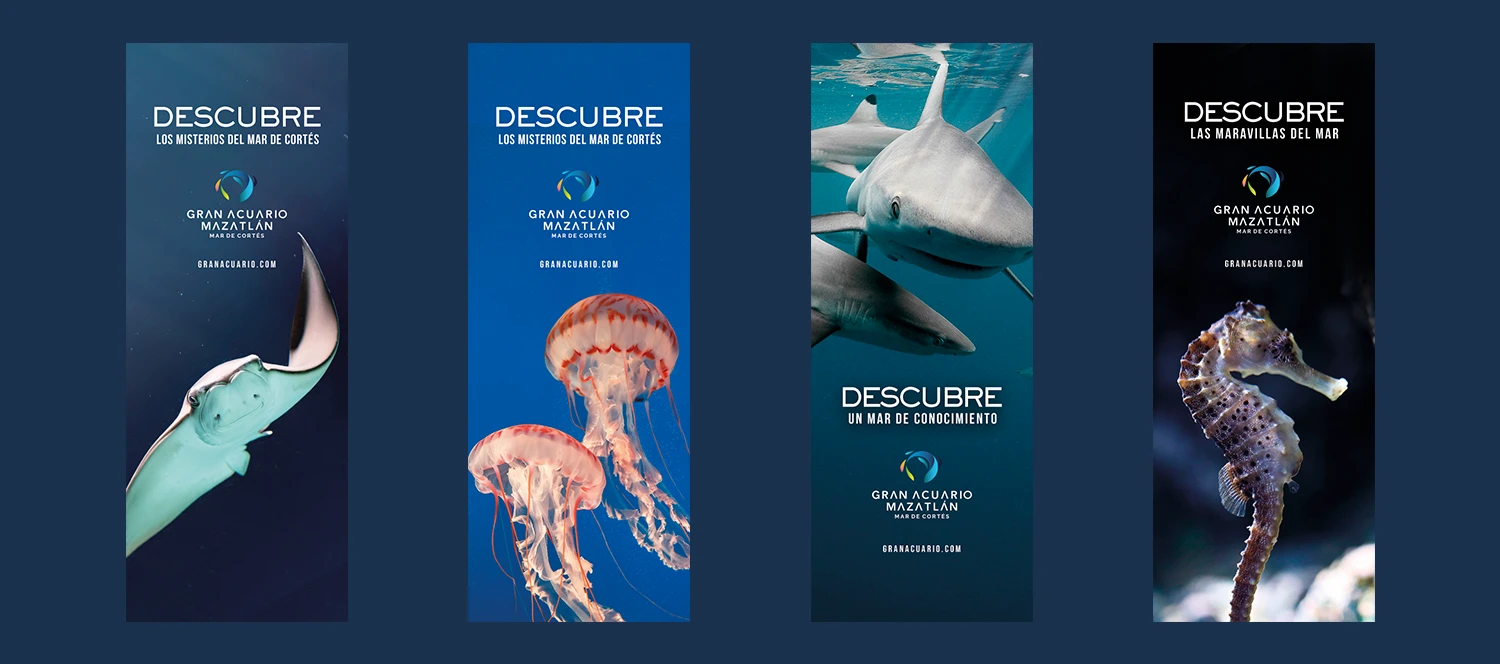 DESCUBRE
LOS MISTERIOS DEL MAR DE CORTÉS
GRAN ACUARIO
MAZATLÁN
MAR DE CORTÉS
GRANACUARIO.COM
DESCUBRE
LOS MISTERIOS DEL MAR DE CORTÉS
GRAN ACUARIO
MAZATLÁN
MAR DE CORTÉS
GRANACUARIO.COM
DESCUBRE
UN MAR DE CONOCIMIENTO
GRAN ACUARIO
MAZATLÁN
MAR DE CORTÉS
GRANACUARIO.COM
DESCUBRE
LAS MARAVILLAS DEL MAR
GRAN ACUARIO
MAZATLÁN
MAR DE CORTÉS
GRANACUARIO.COM